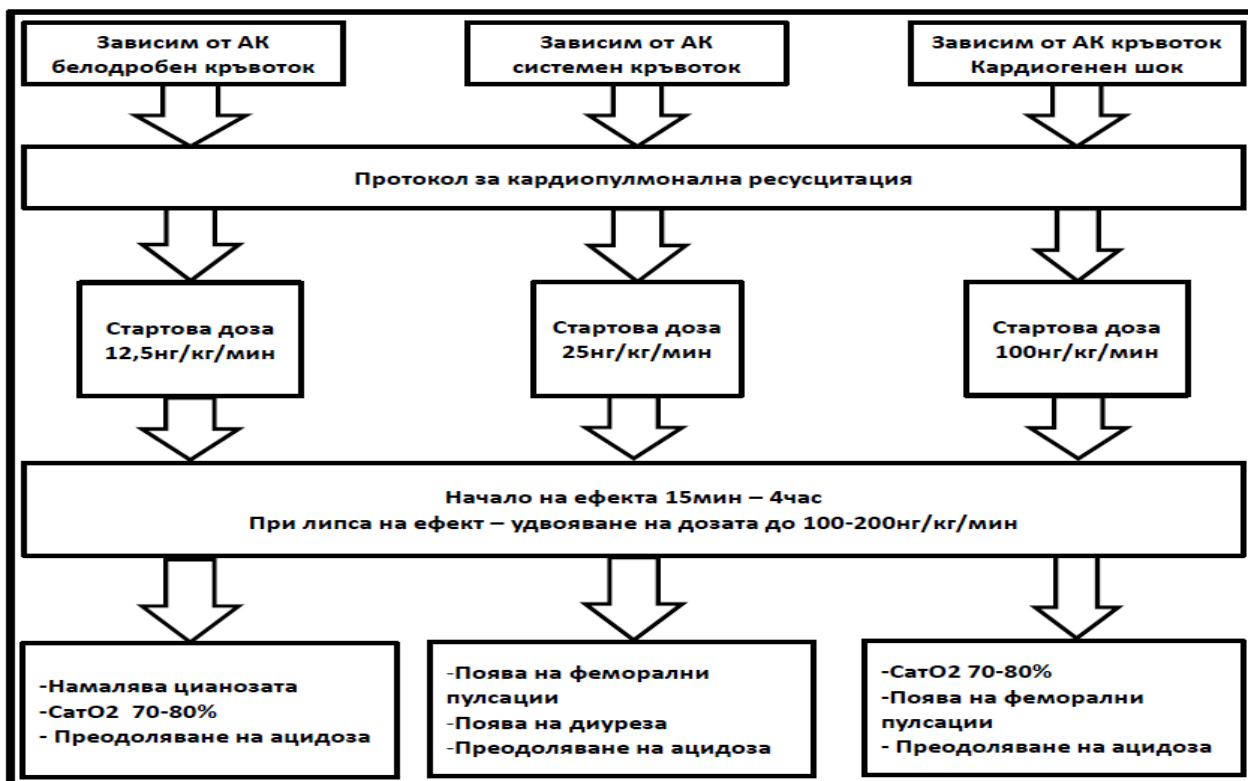 Зависим от АК
белодробен кръвоток
Зависим от АК
системен кръвоток
Зависим от АК кръвоток
Кардиогенен шок
Протокол за кардиопулмонална ресусцитация
Стартова доза
12,5нг/кг/мин
Стартова доза
25нг/кг/мин
Стартова доза
100нг/кг/мин
Начало на ефекта 15мин – 4час
При липса на ефект – удвояване на дозата до 100-200нг/кг/мин
-Намалява цианозата
-СатО2 70-80%
- Преодоляване на ацидоза
-Поява на феморални
пулсации
-Поява на диуреза
-Преодоляване на ацидоза
-СатО2 70-80%
-Поява на феморални
пулсации
- Преодоляване на ацидоза